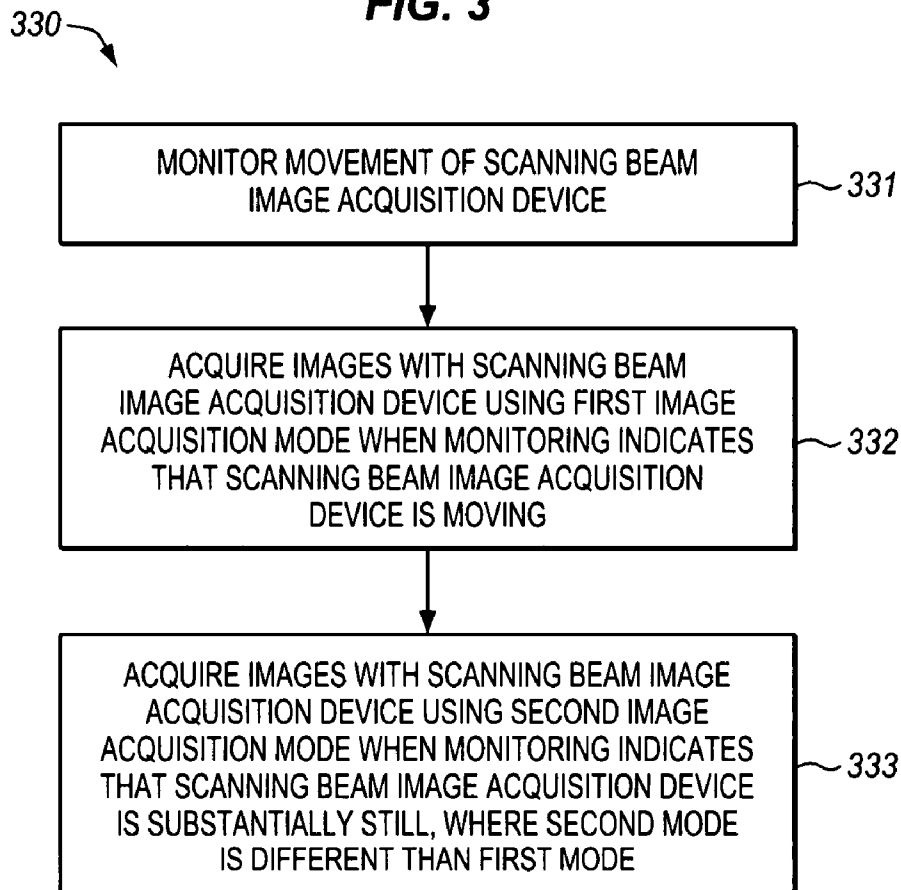 FIG. 3
330
MONITOR MOVEMENT OF SCANNING BEAM
IMAGE ACQUISITION DEVICE
331
ACQUIRE IMAGES WITH SCANNING BEAM
IMAGE ACQUISITION DEVICE USING FIRST IMAGE
ACQUISITION MODE WHEN MONITORING INDICATES
THAT SCANNING BEAM IMAGE ACQUISITION
DEVICE IS MOVING
332
ACQUIRE IMAGES WITH SCANNING BEAM IMAGE
ACQUISITION DEVICE USING SECOND IMAGE
ACQUISITION MODE WHEN MONITORING INDICATES
THAT SCANNING BEAM IMAGE ACQUISITION DEVICE
IS SUBSTANTIALLY STILL, WHERE SECOND MODE
IS DIFFERENT THAN FIRST MODE
333